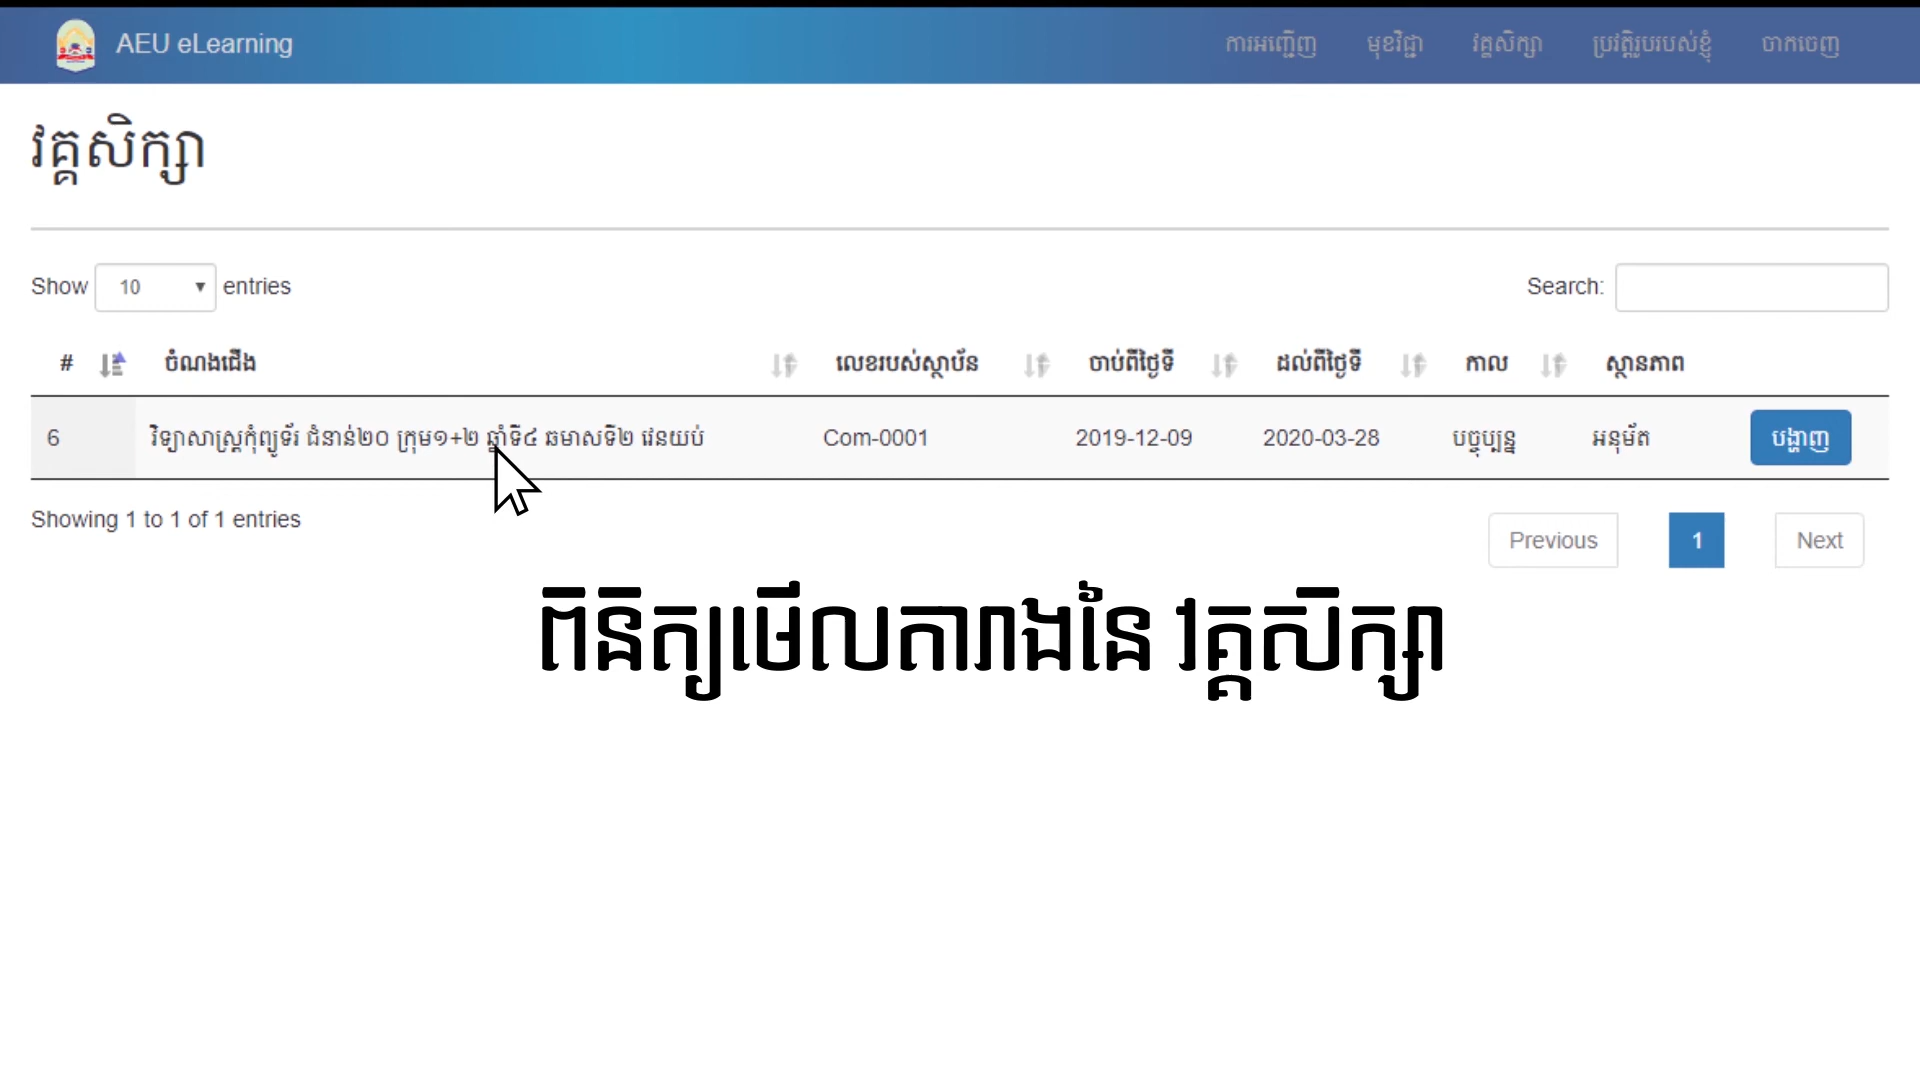 AEU eLearning ការអញ្ជើញ មុខវិជ្ជា វគ្គសិក្សា ប្រវត្តិរូបរបស់ខ្ញុំ ចាកចេញ
វគ្គសិក្សា
Show 10 entries Search:
# ចំណងជើង លេខរបស់ស្ថាប័ន ចាប់ពីថ្ងៃទី ដល់ពីថ្ងៃទី កាល ស្ថានភាព
6 វិទ្យាសាស្ត្រកុំព្យូទ័រ ជំនាន់២០ ក្រុម១+២ ឆ្នាំទី៤ ឆមាសទី២ វេនយប់ Com-0001 2019-12-09 2020-03-28 បច្ចុប្បន្ន អនុម័ត បង្ហាញ
Showing 1 to 1 of 1 entries
Previous 1 Next
ពិនិត្យមើលតារាងនៃ វគ្គសិក្សា